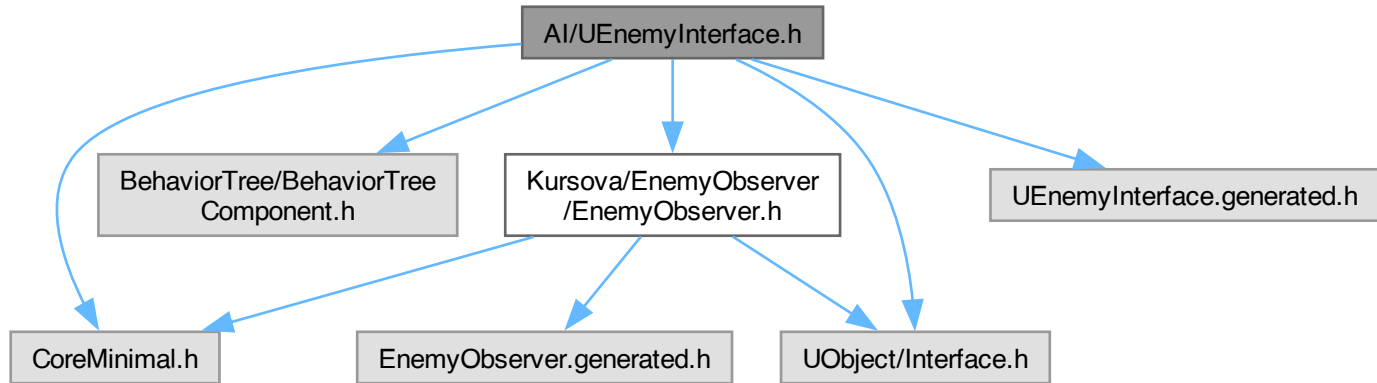 AI/UEnemyInterface.h
BehaviorTree/BehaviorTree
Component.h
Kursova/EnemyObserver
/EnemyObserver.h
UEnemyInterface.generated.h
CoreMinimal.h
EnemyObserver.generated.h
UObject/Interface.h